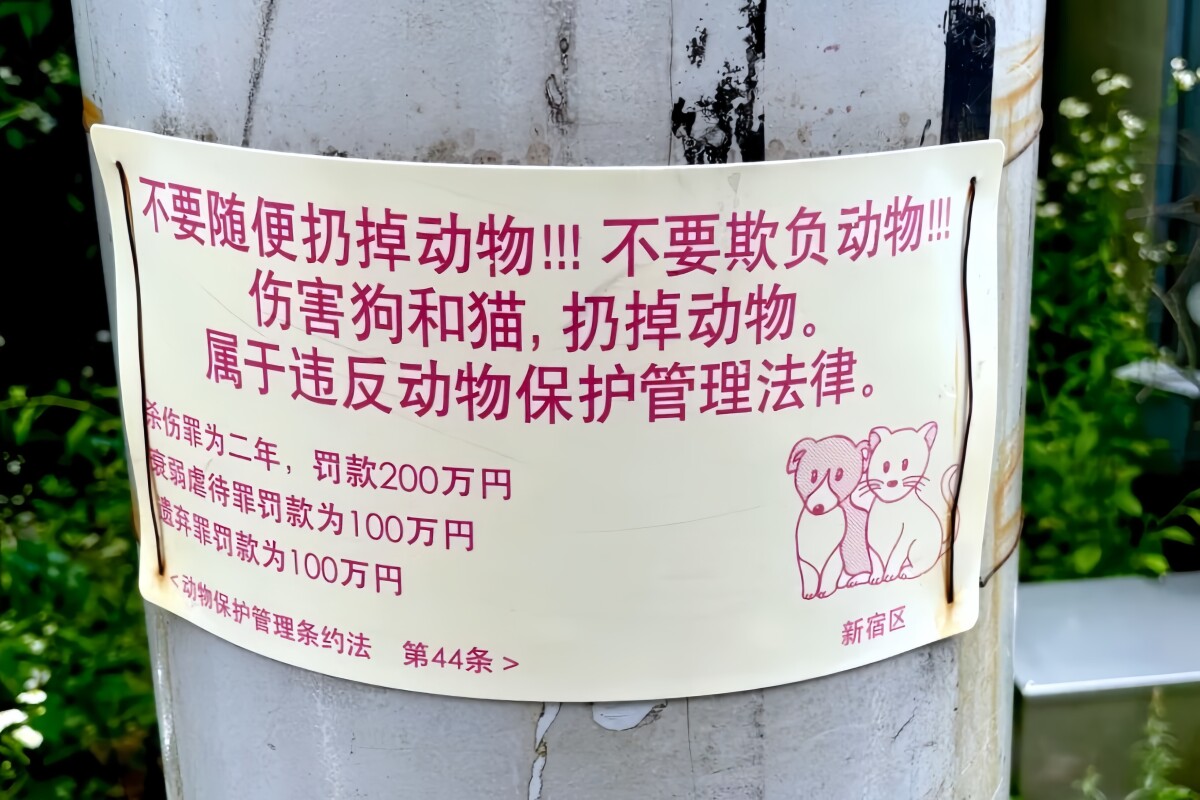 不要随便扔掉动物!!! 不要欺负动物!!!
伤害狗和猫, 扔掉动物。
属于违反动物保护管理法律。
杀伤罪为二年，罚款200万円
衰弱虐待罪罚款为100万円
遗弃罪罚款为100万円
<动物保护管理条约法 第44条>
新宿区